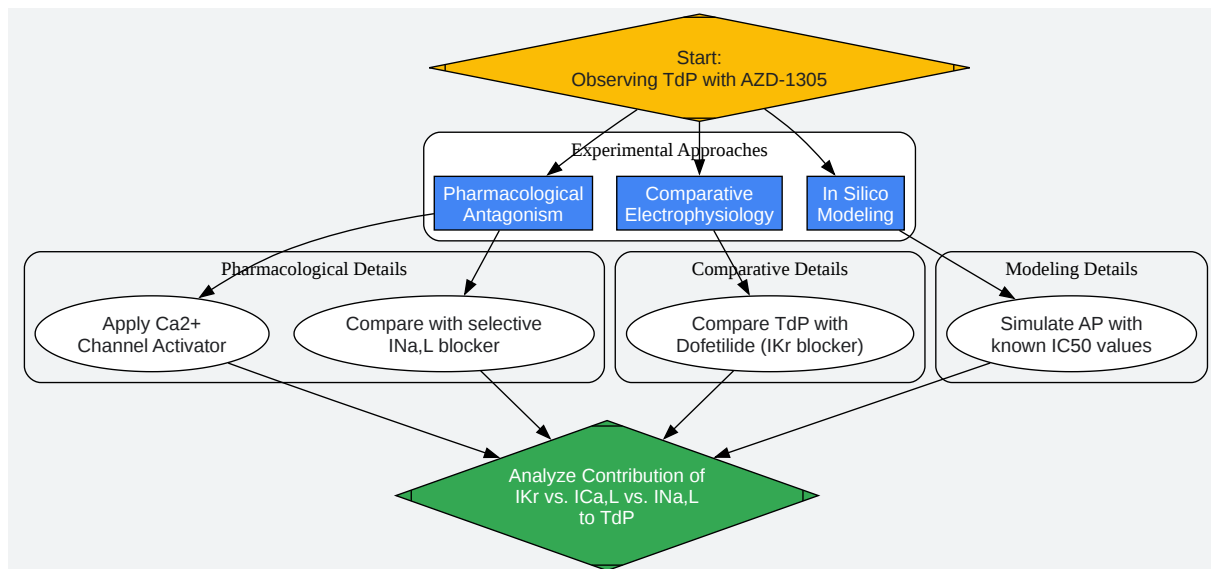 Start:
Observing TdP with AZD-1305
Experimental Approaches
Pharmacological
Antagonism
Comparative
Electrophysiology
In Silico
Modeling
Pharmacological Details
Comparative Details
Modeling Details
Apply Ca2+
Channel Activator
Compare with selective
INa,L blocker
Compare TdP with
Dofetilide (IKr blocker)
Simulate AP with
known IC50 values
Analyze Contribution of
IKr vs. ICa,L vs. INa,L
to TdP